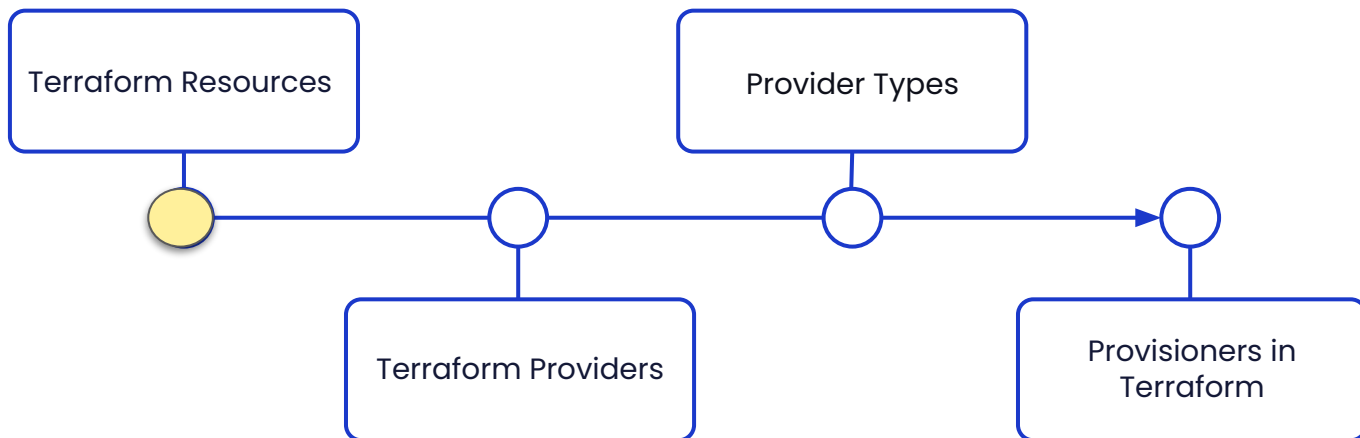 Terraform Resources
Provider Types
Terraform Providers
Provisioners in
Terraform